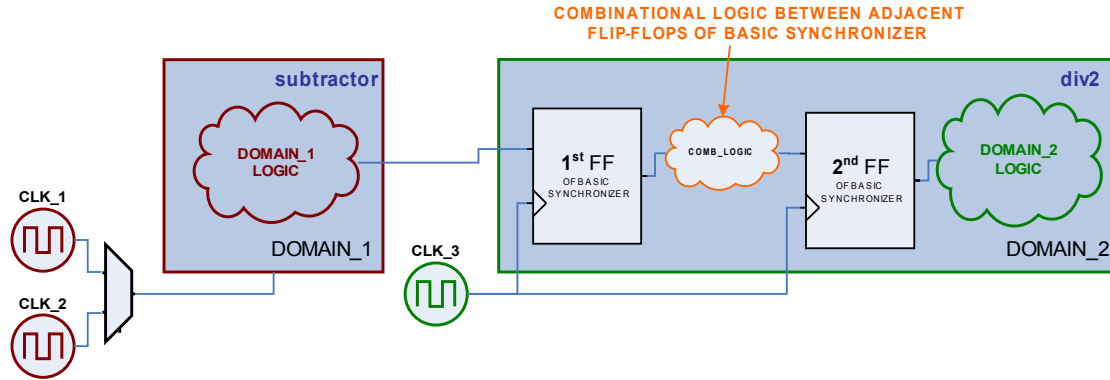 COMBINATIONAL LOGIC BETWEEN ADJACENT
FLIP-FLOPS OF BASIC SYNCHRONIZER
subtractor
DOMAIN_1
LOGIC
DOMAIN_1
CLK_1
CLK_2
CLK_3
div2
1st FF
OF BASIC
SYNCHRONIZER
COMB_LOGIC
2nd FF
OF BASIC
SYNCHRONIZER
DOMAIN_2
LOGIC
DOMAIN_2